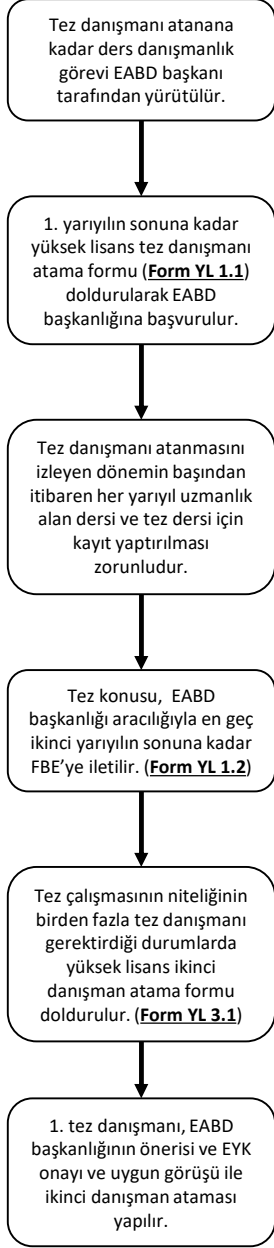 Tez danışmanı atanana
kadar ders danışmanlık
görevi EABD başkanı
tarafından yürütülür.
1. yarıyılın sonuna kadar
yüksek lisans tez danışmanı
atama formu (Form YL 1.1)
doldurularak EABD
başkanlığına başvurulur.
Tez danışmanı atanmasını
izleyen dönemin başından
itibaren her yarıyıl uzmanlık
alan dersi ve tez dersi için
kayıt yaptırılması
zorunludur.
Tez konusu, EABD
başkanlığı aracılığıyla en geç
ikinci yarıyılın sonuna kadar
FBE’ye iletilir. (Form YL 1.2)
Tez çalışmasının niteliğinin
birden fazla tez danışmanı
gerektirdiği durumlarda
yüksek lisans ikinci
danışman atama formu
doldurulur. (Form YL 3.1)
1. tez danışmanı, EABD
başkanlığının önerisi ve EYK
onayı ve uygun görüşü ile
ikinci danışman ataması
yapılır.